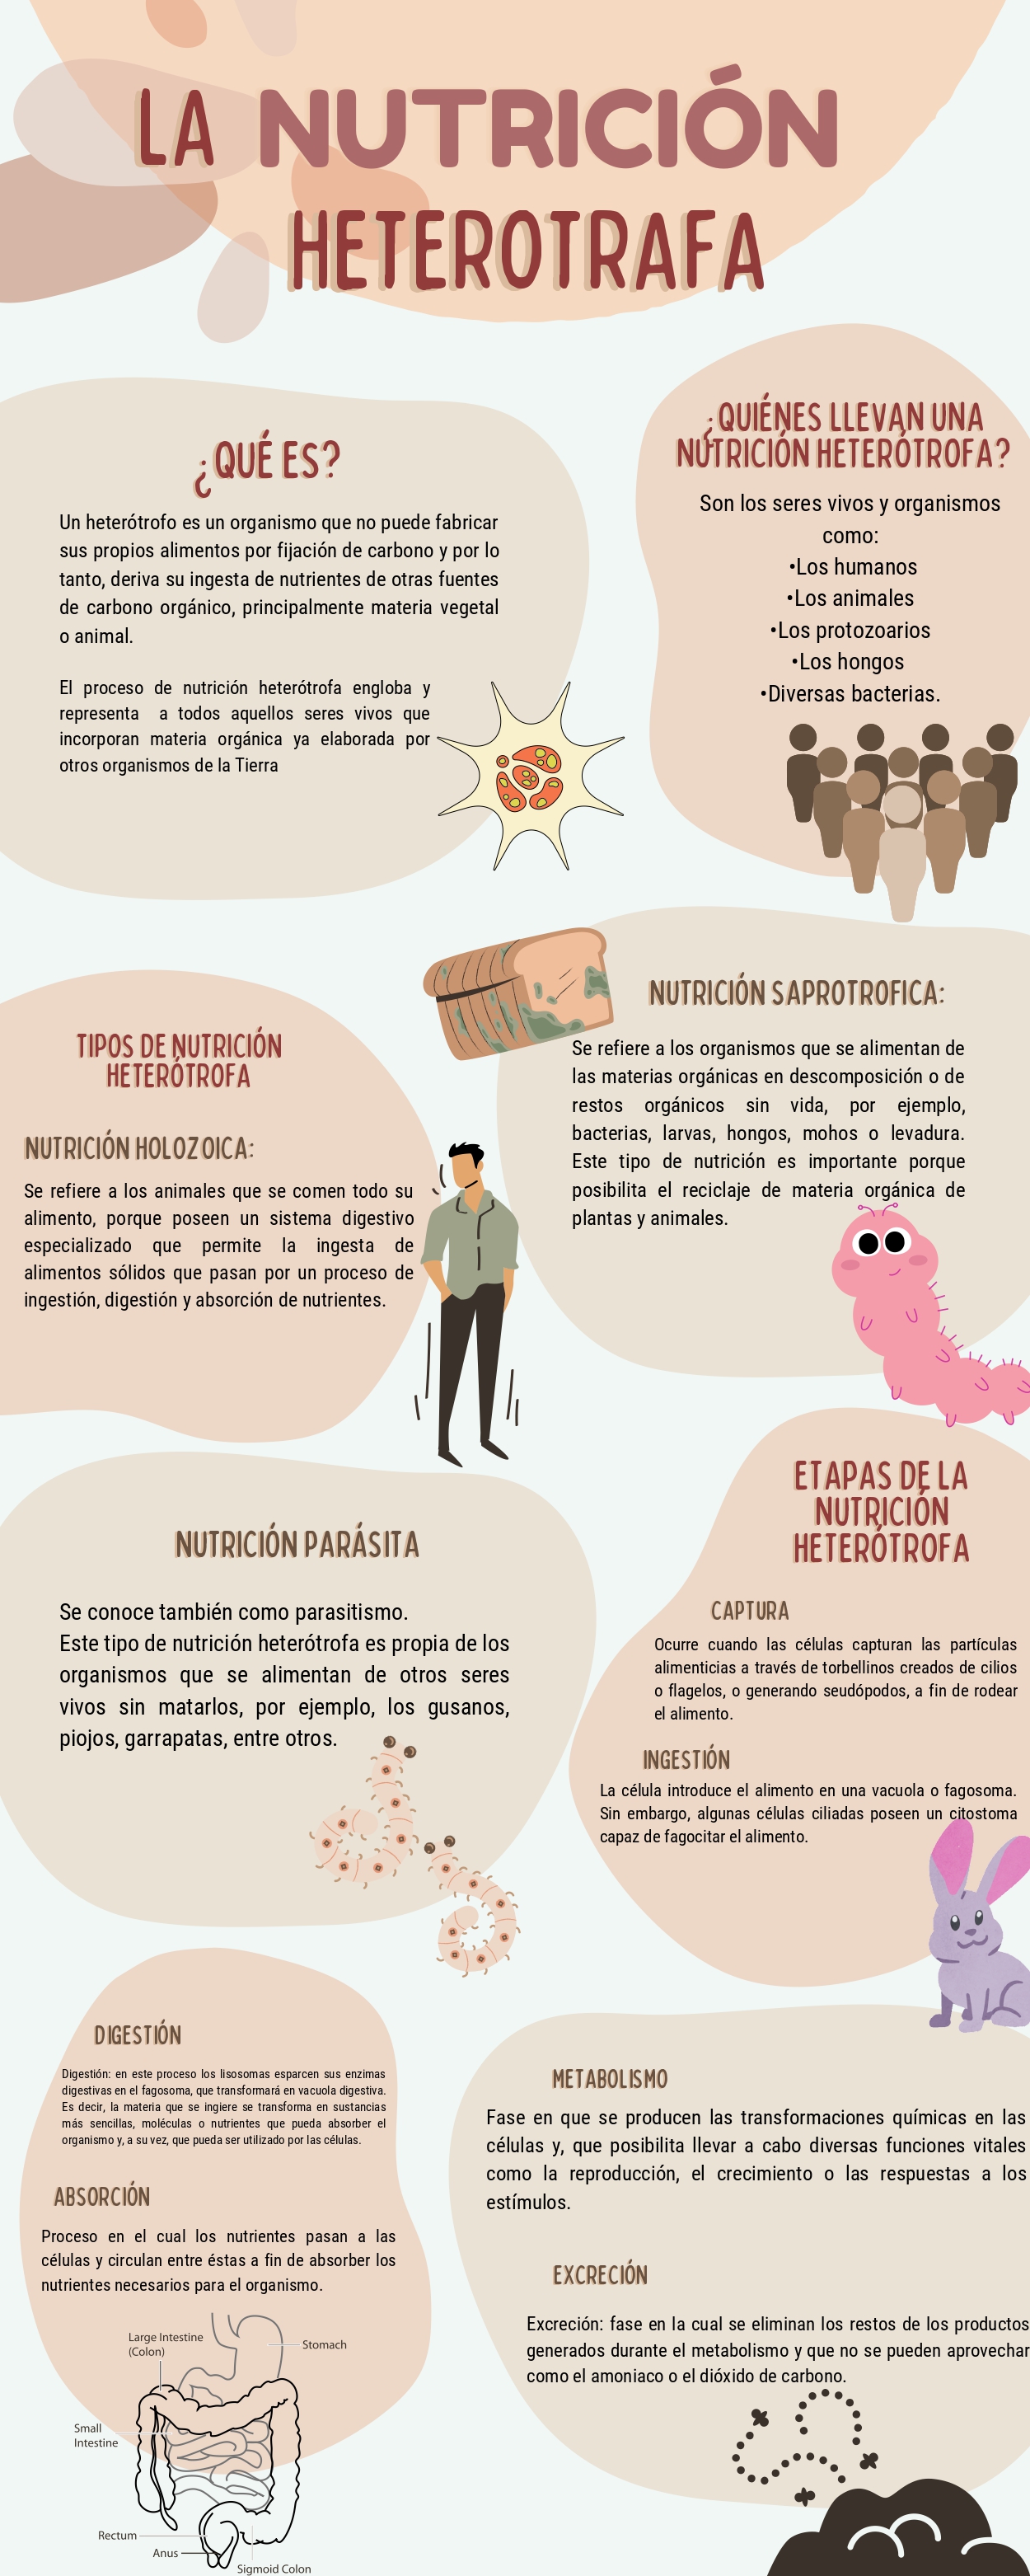 LA NUTRICIÓN
HETEROTRAFA
¿QUÉ ES?
Un heterótrofo es un organismo que no puede fabricar
sus propios alimentos por fijación de carbono y por lo
tanto, deriva su ingesta de nutrientes de otras fuentes
de carbono orgánico, principalmente materia vegetal
o animal.
El proceso de nutrición heterótrofa engloba y
representa a todos aquellos seres vivos que
incorporan materia orgánica ya elaborada por
otros organismos de la Tierra
¿QUIÉNES LLEVAN UNA
NUTRICIÓN HETERÓTROFA?
Son los seres vivos y organismos
como:
•Los humanos
•Los animales
•Los protozoarios
•Los hongos
•Diversas bacterias.
TIPOS DE NUTRICIÓN
HETERÓTROFA
NUTRICIÓN HOLOZOICA:
Se refiere a los animales que se comen todo su
alimento, porque poseen un sistema digestivo
especializado que permite la ingesta de
alimentos sólidos que pasan por un proceso de
ingestión, digestión y absorción de nutrientes.
NUTRICIÓN SAPROTROFICA:
Se refiere a los organismos que se alimentan de
las materias orgánicas en descomposición o de
restos orgánicos sin vida, por ejemplo,
bacterias, larvas, hongos, mohos o levadura.
Este tipo de nutrición es importante porque
posibilita el reciclaje de materia orgánica de
plantas y animales.
NUTRICIÓN PARÁSITA
Se conoce también como parasitismo.
Este tipo de nutrición heterótrofa es propia de los
organismos que se alimentan de otros seres
vivos sin matarlos, por ejemplo, los gusanos,
piojos, garrapatas, entre otros.
ETAPAS DE LA
NUTRICIÓN
HETERÓTROFA
CAPTURA
Ocurre cuando las células capturan las partículas
alimenticias a través de torbellinos creados de cilios
o flagelos, o generando seudópodos, a fin de rodear
el alimento.
INGESTIÓN
La célula introduce el alimento en una vacuola o fagosoma.
Sin embargo, algunas células ciliadas poseen un citostoma
capaz de fagocitar el alimento.
DIGESTIÓN
Digestión: en este proceso los lisosomas esparcen sus enzimas
digestivas en el fagosoma, que transformará en vacuola digestiva.
Es decir, la materia que se ingiere se transforma en sustancias
más sencillas, moléculas o nutrientes que pueda absorber el
organismo y, a su vez, que pueda ser utilizado por las células.
ABSORCIÓN
Proceso en el cual los nutrientes pasan a las
células y circulan entre éstas a fin de absorber los
nutrientes necesarios para el organismo.
Large Intestine
(Colon)
Stomach
Small
Intestine
Rectum
Anus
Sigmoid Colon
METABOLISMO
Fase en que se producen las transformaciones químicas en las
células y, que posibilita llevar a cabo diversas funciones vitales
como la reproducción, el crecimiento o las respuestas a los
estímulos.
EXCRECIÓN
Excreción: fase en la cual se eliminan los restos de los productos
generados durante el metabolismo y que no se pueden aprovechar
como el amoniaco o el dióxido de carbono.